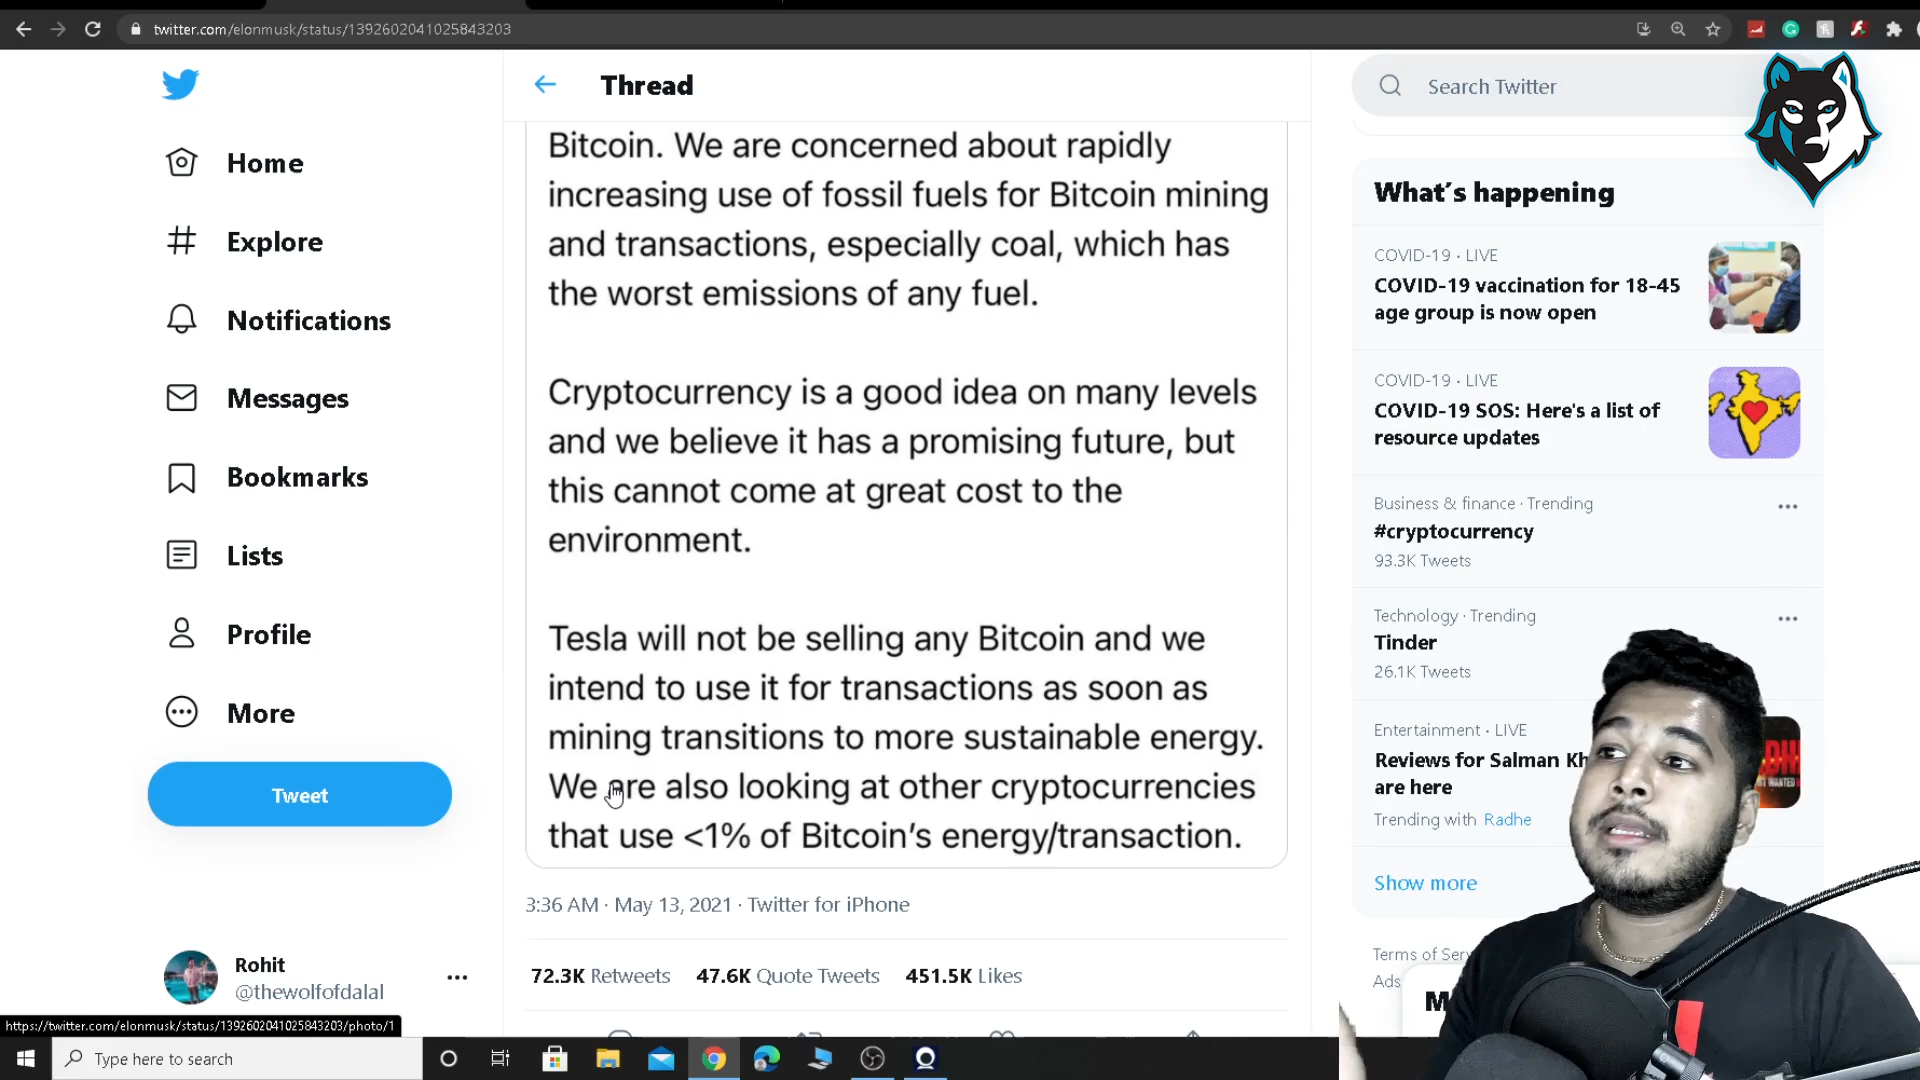 twitter.com/elonmusk/status/1392602041025843203
Home
Explore
Notifications
Messages
Bookmarks
Lists
Profile
More
Tweet
Rohit
@thewolfofdalal
https://twitter.com/elonmusk/status/1392602041025843203/photo/1
Thread
Bitcoin. We are concerned about rapidly
increasing use of fossil fuels for Bitcoin mining
and transactions, especially coal, which has
the worst emissions of any fuel.
Cryptocurrency is a good idea on many levels
and we believe it has a promising future, but
this cannot come at great cost to the
environment.
Tesla will not be selling any Bitcoin and we
intend to use it for transactions as soon as
mining transitions to more sustainable energy.
We are also looking at other cryptocurrencies
that use <1% of Bitcoin’s energy/transaction.
3:36 AM · May 13, 2021 · Twitter for iPhone
72.3K Retweets 47.6K Quote Tweets 451.5K Likes
Search Twitter
What’s happening
COVID-19 · LIVE
COVID-19 vaccination for 18-45
age group is now open
COVID-19 · LIVE
COVID-19 SOS: Here's a list of
resource updates
Business & finance · Trending
#cryptocurrency
93.3K Tweets
Technology · Trending
Tinder
26.1K Tweets
Entertainment · LIVE
Reviews for Salman Kh
are here
Trending with Radhe
Show more
Terms of Serv
Ads
Type here to search